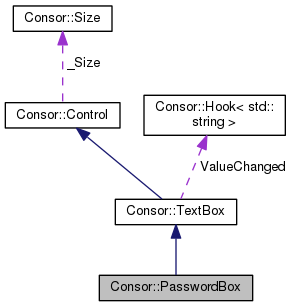 Consor::Size
_Size
Consor::Control
Consor::Hook< std::
string >
ValueChanged
Consor::TextBox
Consor::PasswordBox